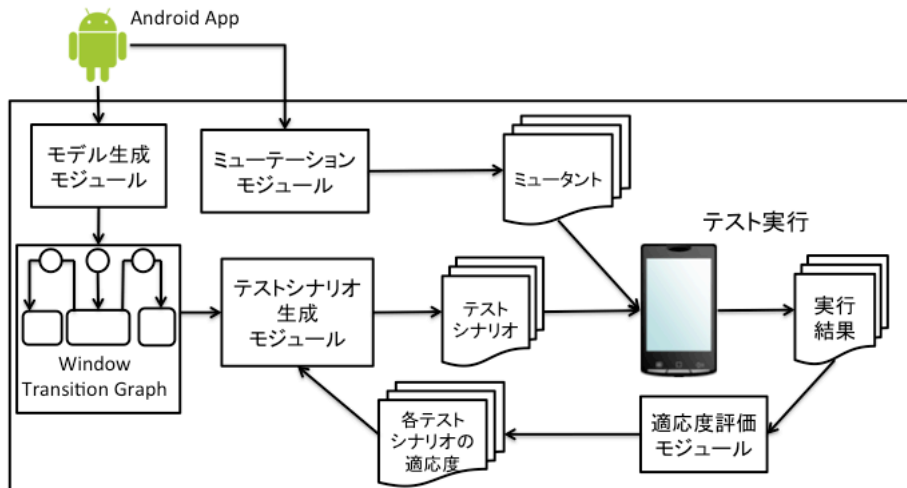 Android App
モデル生成
モジュール
ミューテーション
モジュール
ミュータント
テスト実行
Window
Transition Graph
テストシナリオ
生成
モジュール
テスト
シナリオ
実行
結果
各テスト
シナリオの
適応度
適応度評価
モジュール